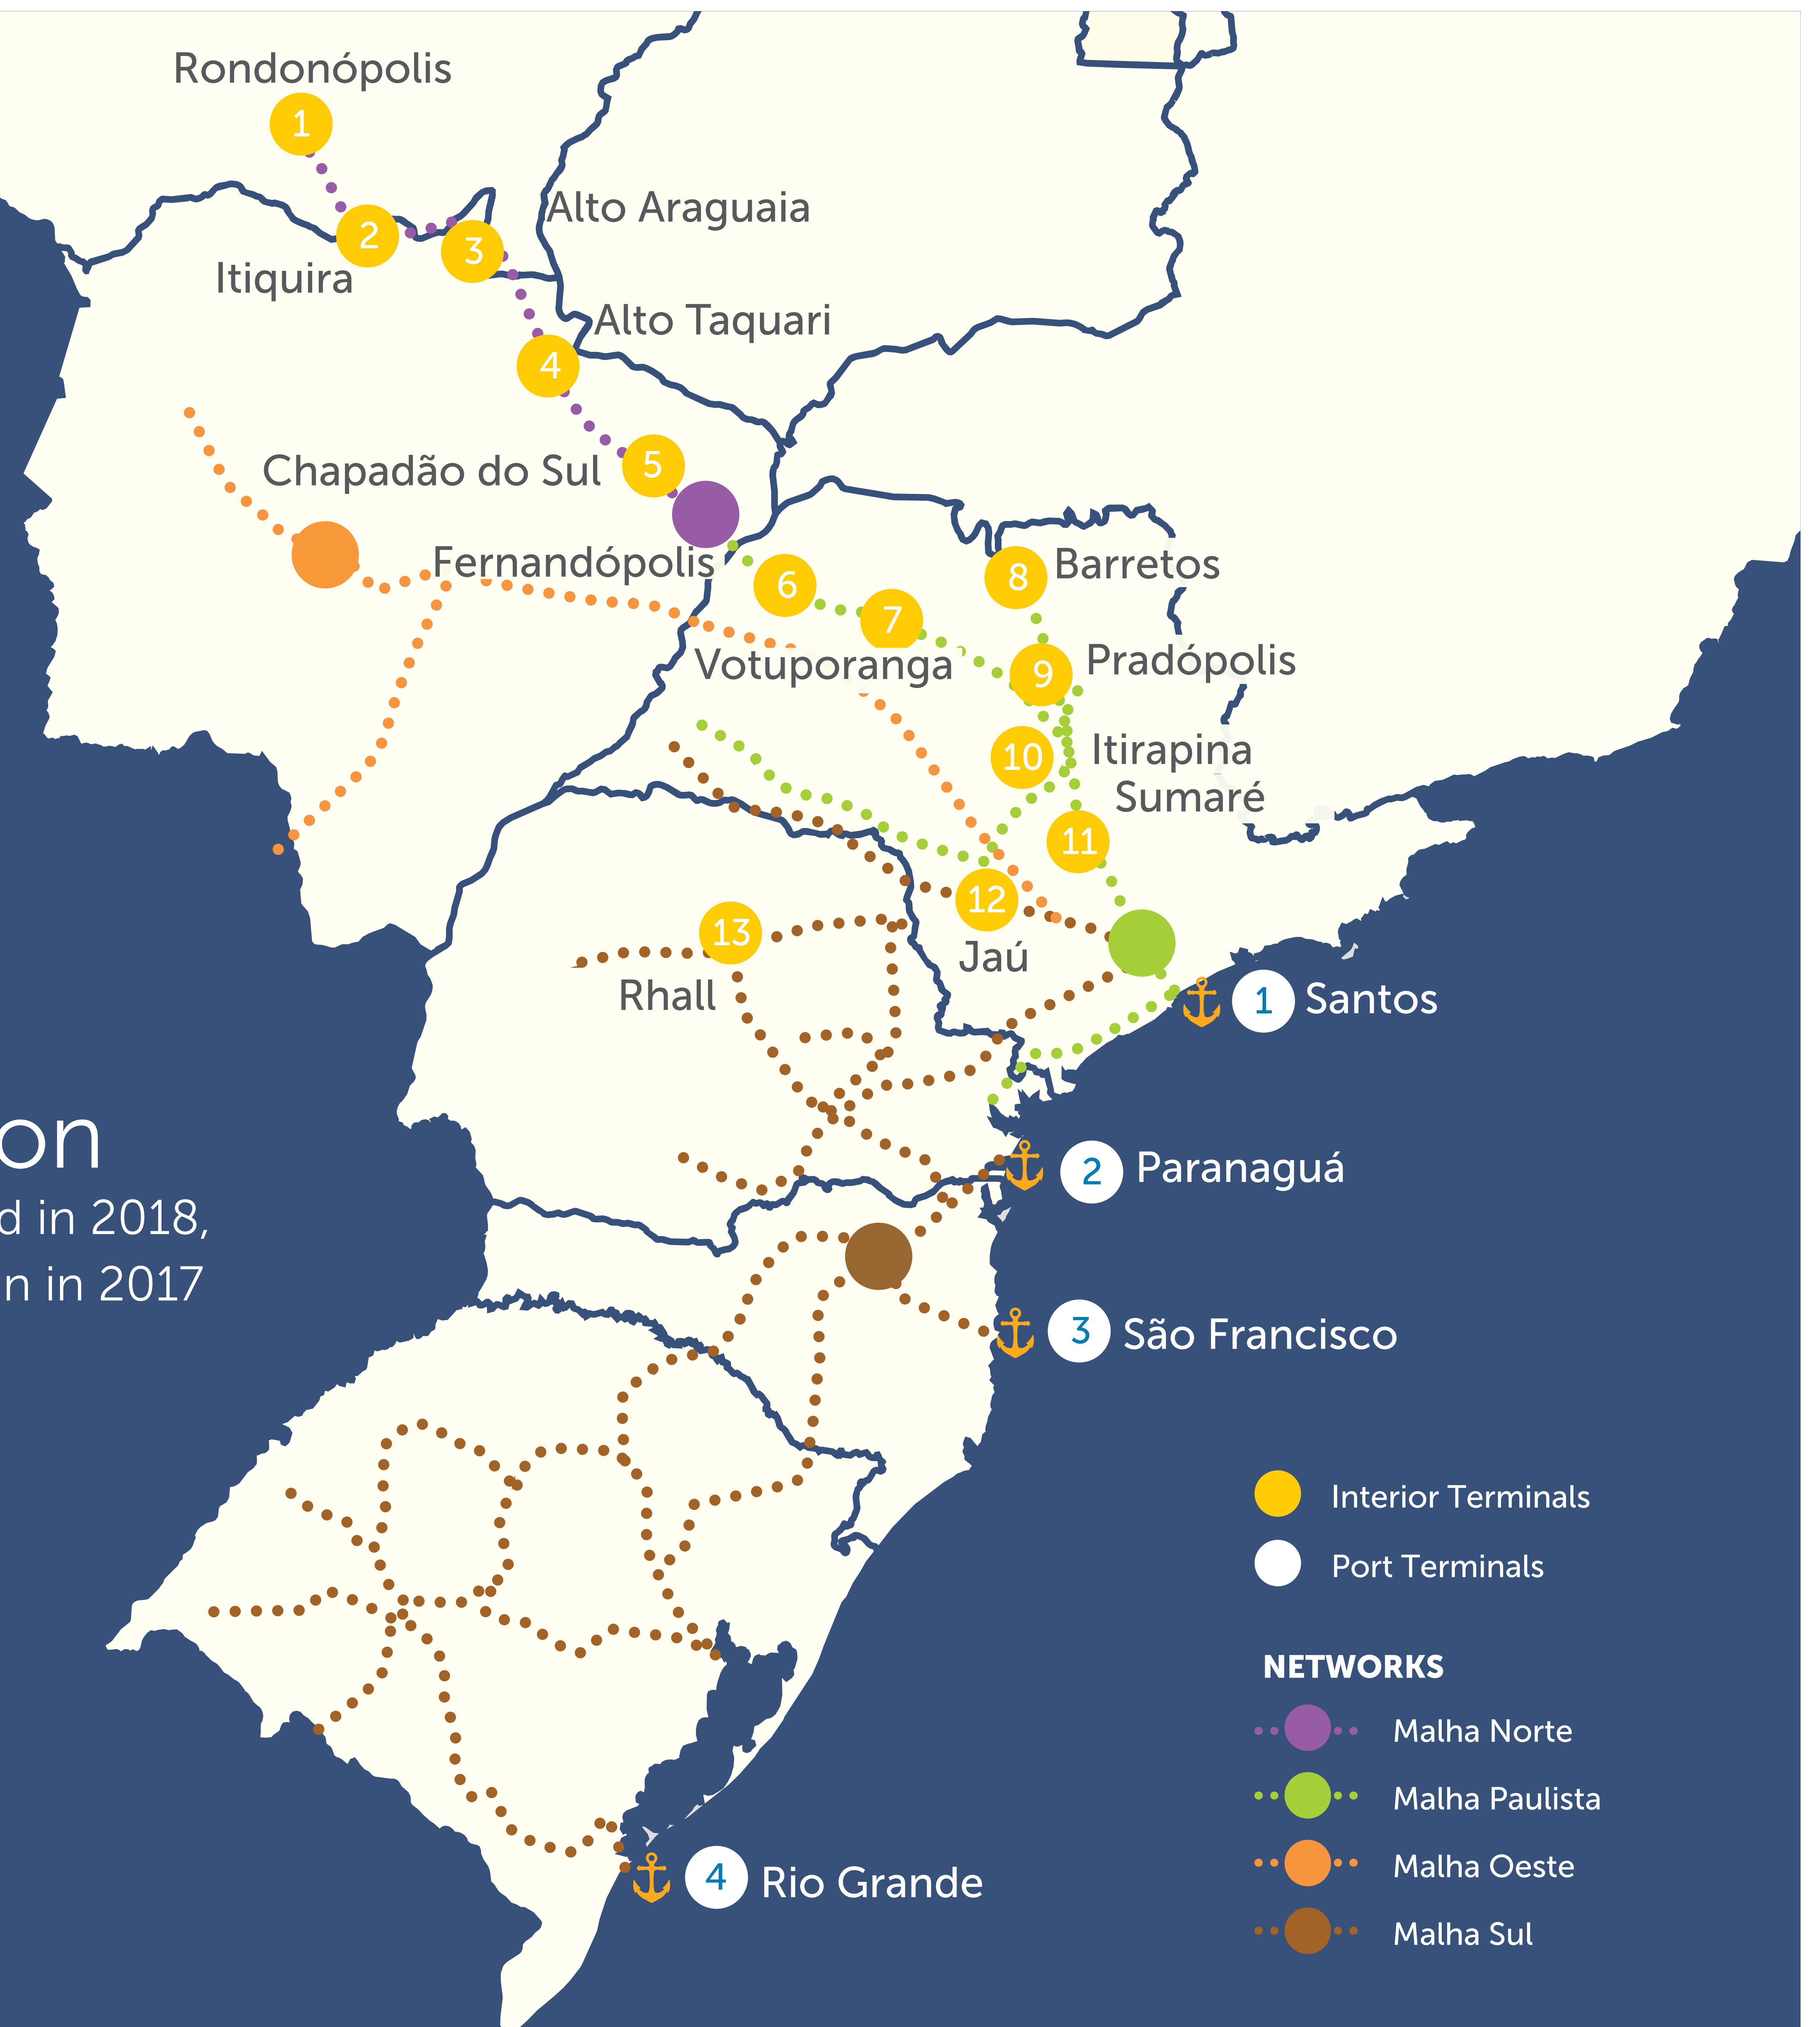 Rondonópolis
1
Alto Araguaia
2
3
Itiquira
Alto Taquari
4
Chapadão do Sul
5
Fernandópolis
6
7
8
Barretos
Votuporanga
9
Pradópolis
10
Itirapina
Sumaré
11
12
Jaú
13
Rhall
1
Santos
on
d in 2018,
n in 2017
2
Paranaguá
3
São Francisco
Interior Terminals
Port Terminals
NETWORKS
Malha Norte
Malha Paulista
Malha Oeste
Malha Sul
4
Rio Grande